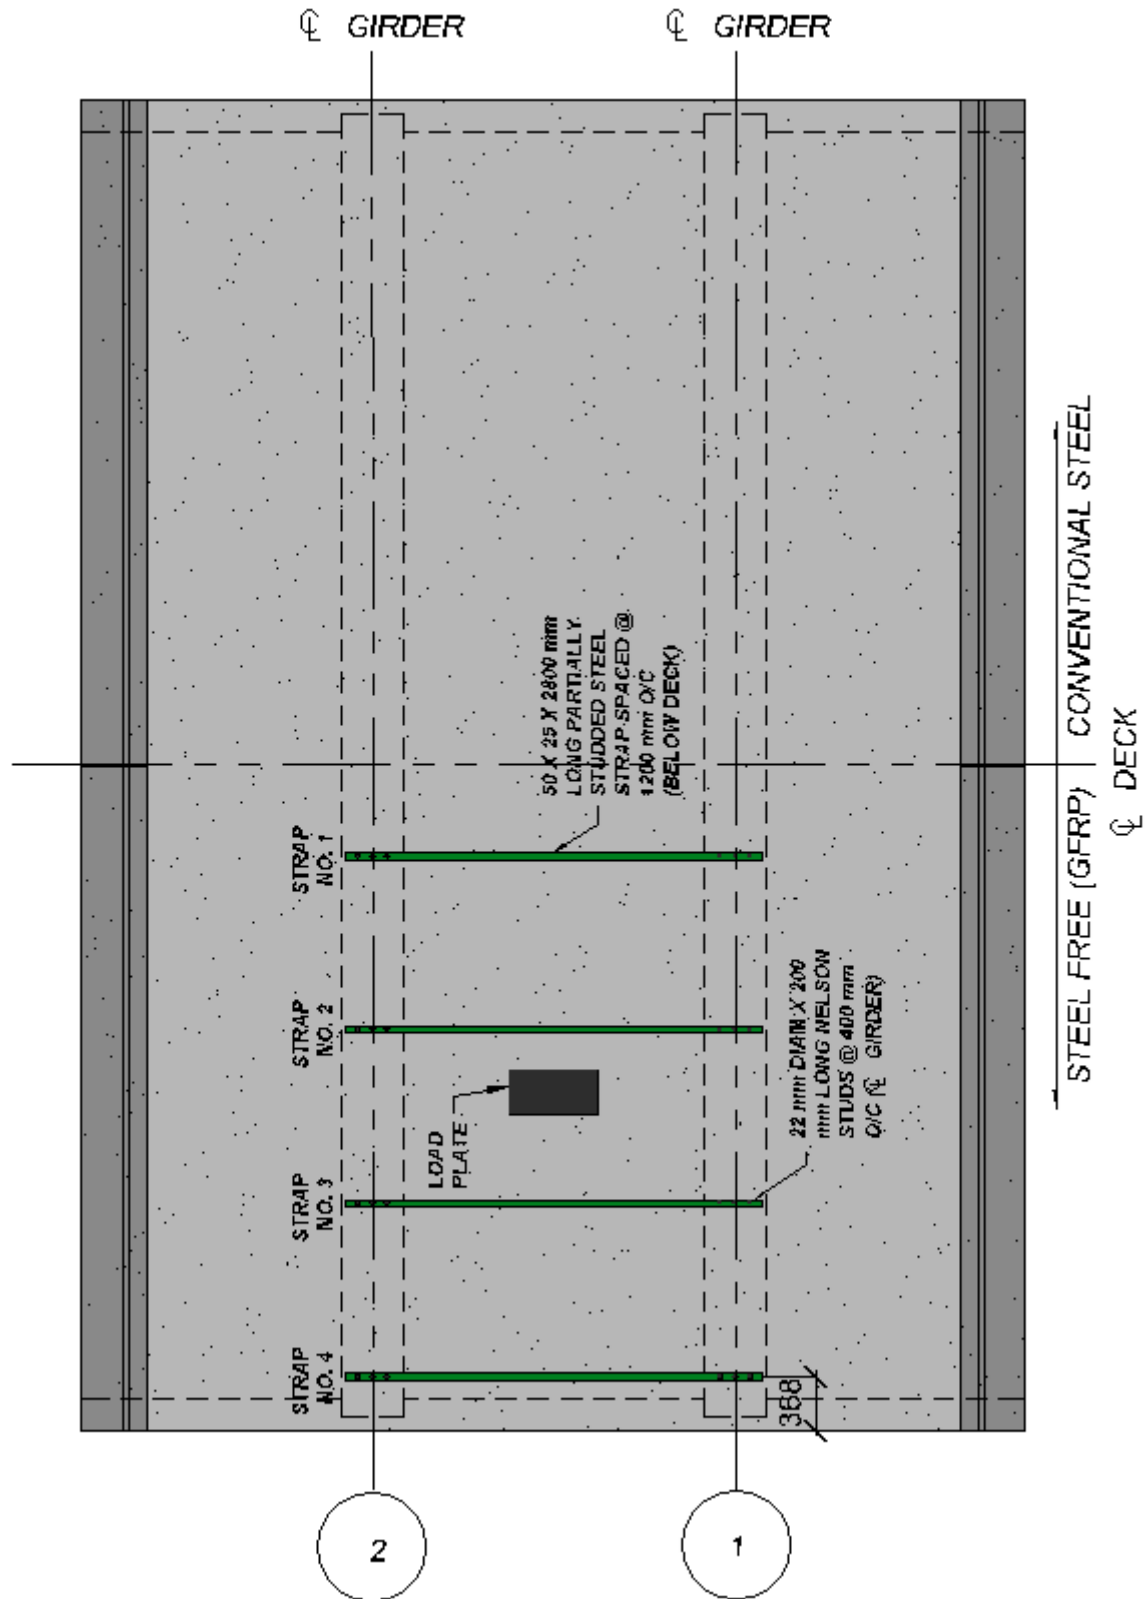 ℄ GIRDER
℄ GIRDER
50 X 25 X 2800 mm
LONG PARTIALLY
STUDDED STEEL
STRAP SPACED @
1200 mm O/C
(BELOW DECK)
STRAP
NO. 1
STRAP
NO. 2
22 mm DIAM X 200
mm LONG NELSON
STUDS @ 400 mm
O/C (℄ GIRDER)
LOAD
PLATE
STRAP
NO. 3
STRAP
NO. 4
368
STEEL FREE (GFRP)
CONVENTIONAL STEEL
℄ DECK
2
1